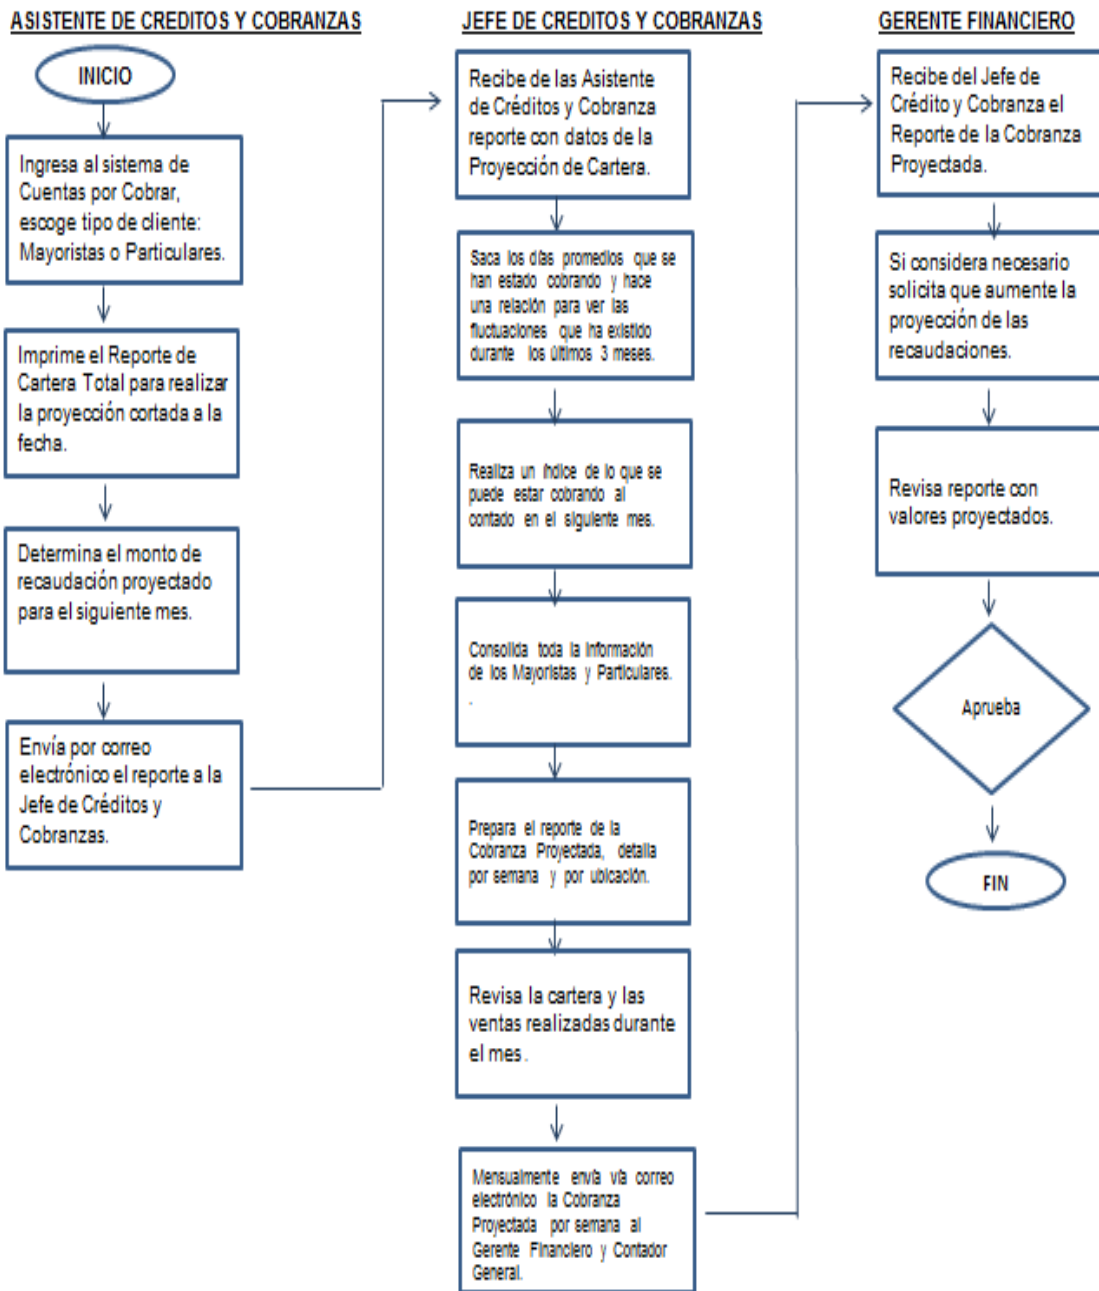 ASISTENTE DE CREDITOS Y COBRANZAS
INICIO
Ingresa al sistema de
Cuentas por Cobrar,
escoge tipo de cliente:
Mayoristas o Particulares.
Imprime el Reporte de
Cartera Total para realizar
la proyección cortada a la
fecha.
Determina el monto de
recaudación proyectado
para el siguiente mes.
Envía por correo
electrónico el reporte a la
Jefe de Créditos y
Cobranzas.
JEFE DE CREDITOS Y COBRANZAS
Recibe de las Asistente
de Créditos y Cobranza
reporte con datos de la
Proyección de Cartera.
Saca los días promedios que se
han estado cobrando y hace
una relación para ver las
fluctuaciones que ha existido
durante los últimos 3 meses.
Realiza un índice de lo que se
puede estar cobrando al
contado en el siguiente mes.
Consolida toda la información
de los Mayoristas y Particulares.
.
Prepara el reporte de la
Cobranza Proyectada, detalla
por semana y por ubicación.
Revisa la cartera y las
ventas realizadas durante
el mes.
Mensualmente envía vía correo
electrónico la Cobranza
Proyectada por semana al
Gerente Financiero y Contador
General.
GERENTE FINANCIERO
Recibe del Jefe de
Crédito y Cobranza el
Reporte de la Cobranza
Proyectada.
Si considera necesario
solicita que aumente la
proyección de las
recaudaciones.
Revisa reporte con
valores proyectados.
Aprueba
FIN